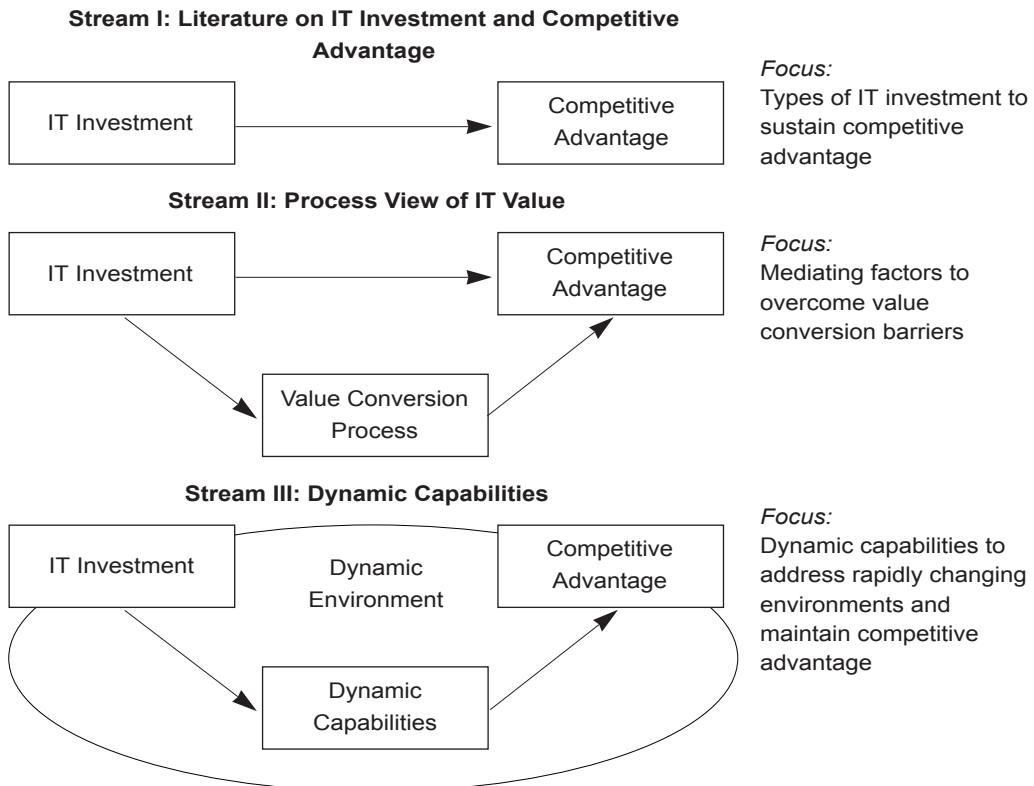 Stream I: Literature on IT Investment and Competitive
Advantage
IT Investment
Competitive
Advantage
Focus:
Types of IT investment to
sustain competitive
advantage
Stream II: Process View of IT Value
IT Investment
Competitive
Advantage
Value Conversion
Process
Focus:
Mediating factors to
overcome value
conversion barriers
Stream III: Dynamic Capabilities
IT Investment
Dynamic
Environment
Competitive
Advantage
Dynamic
Capabilities
Focus:
Dynamic capabilities to
address rapidly changing
environments and
maintain competitive
advantage